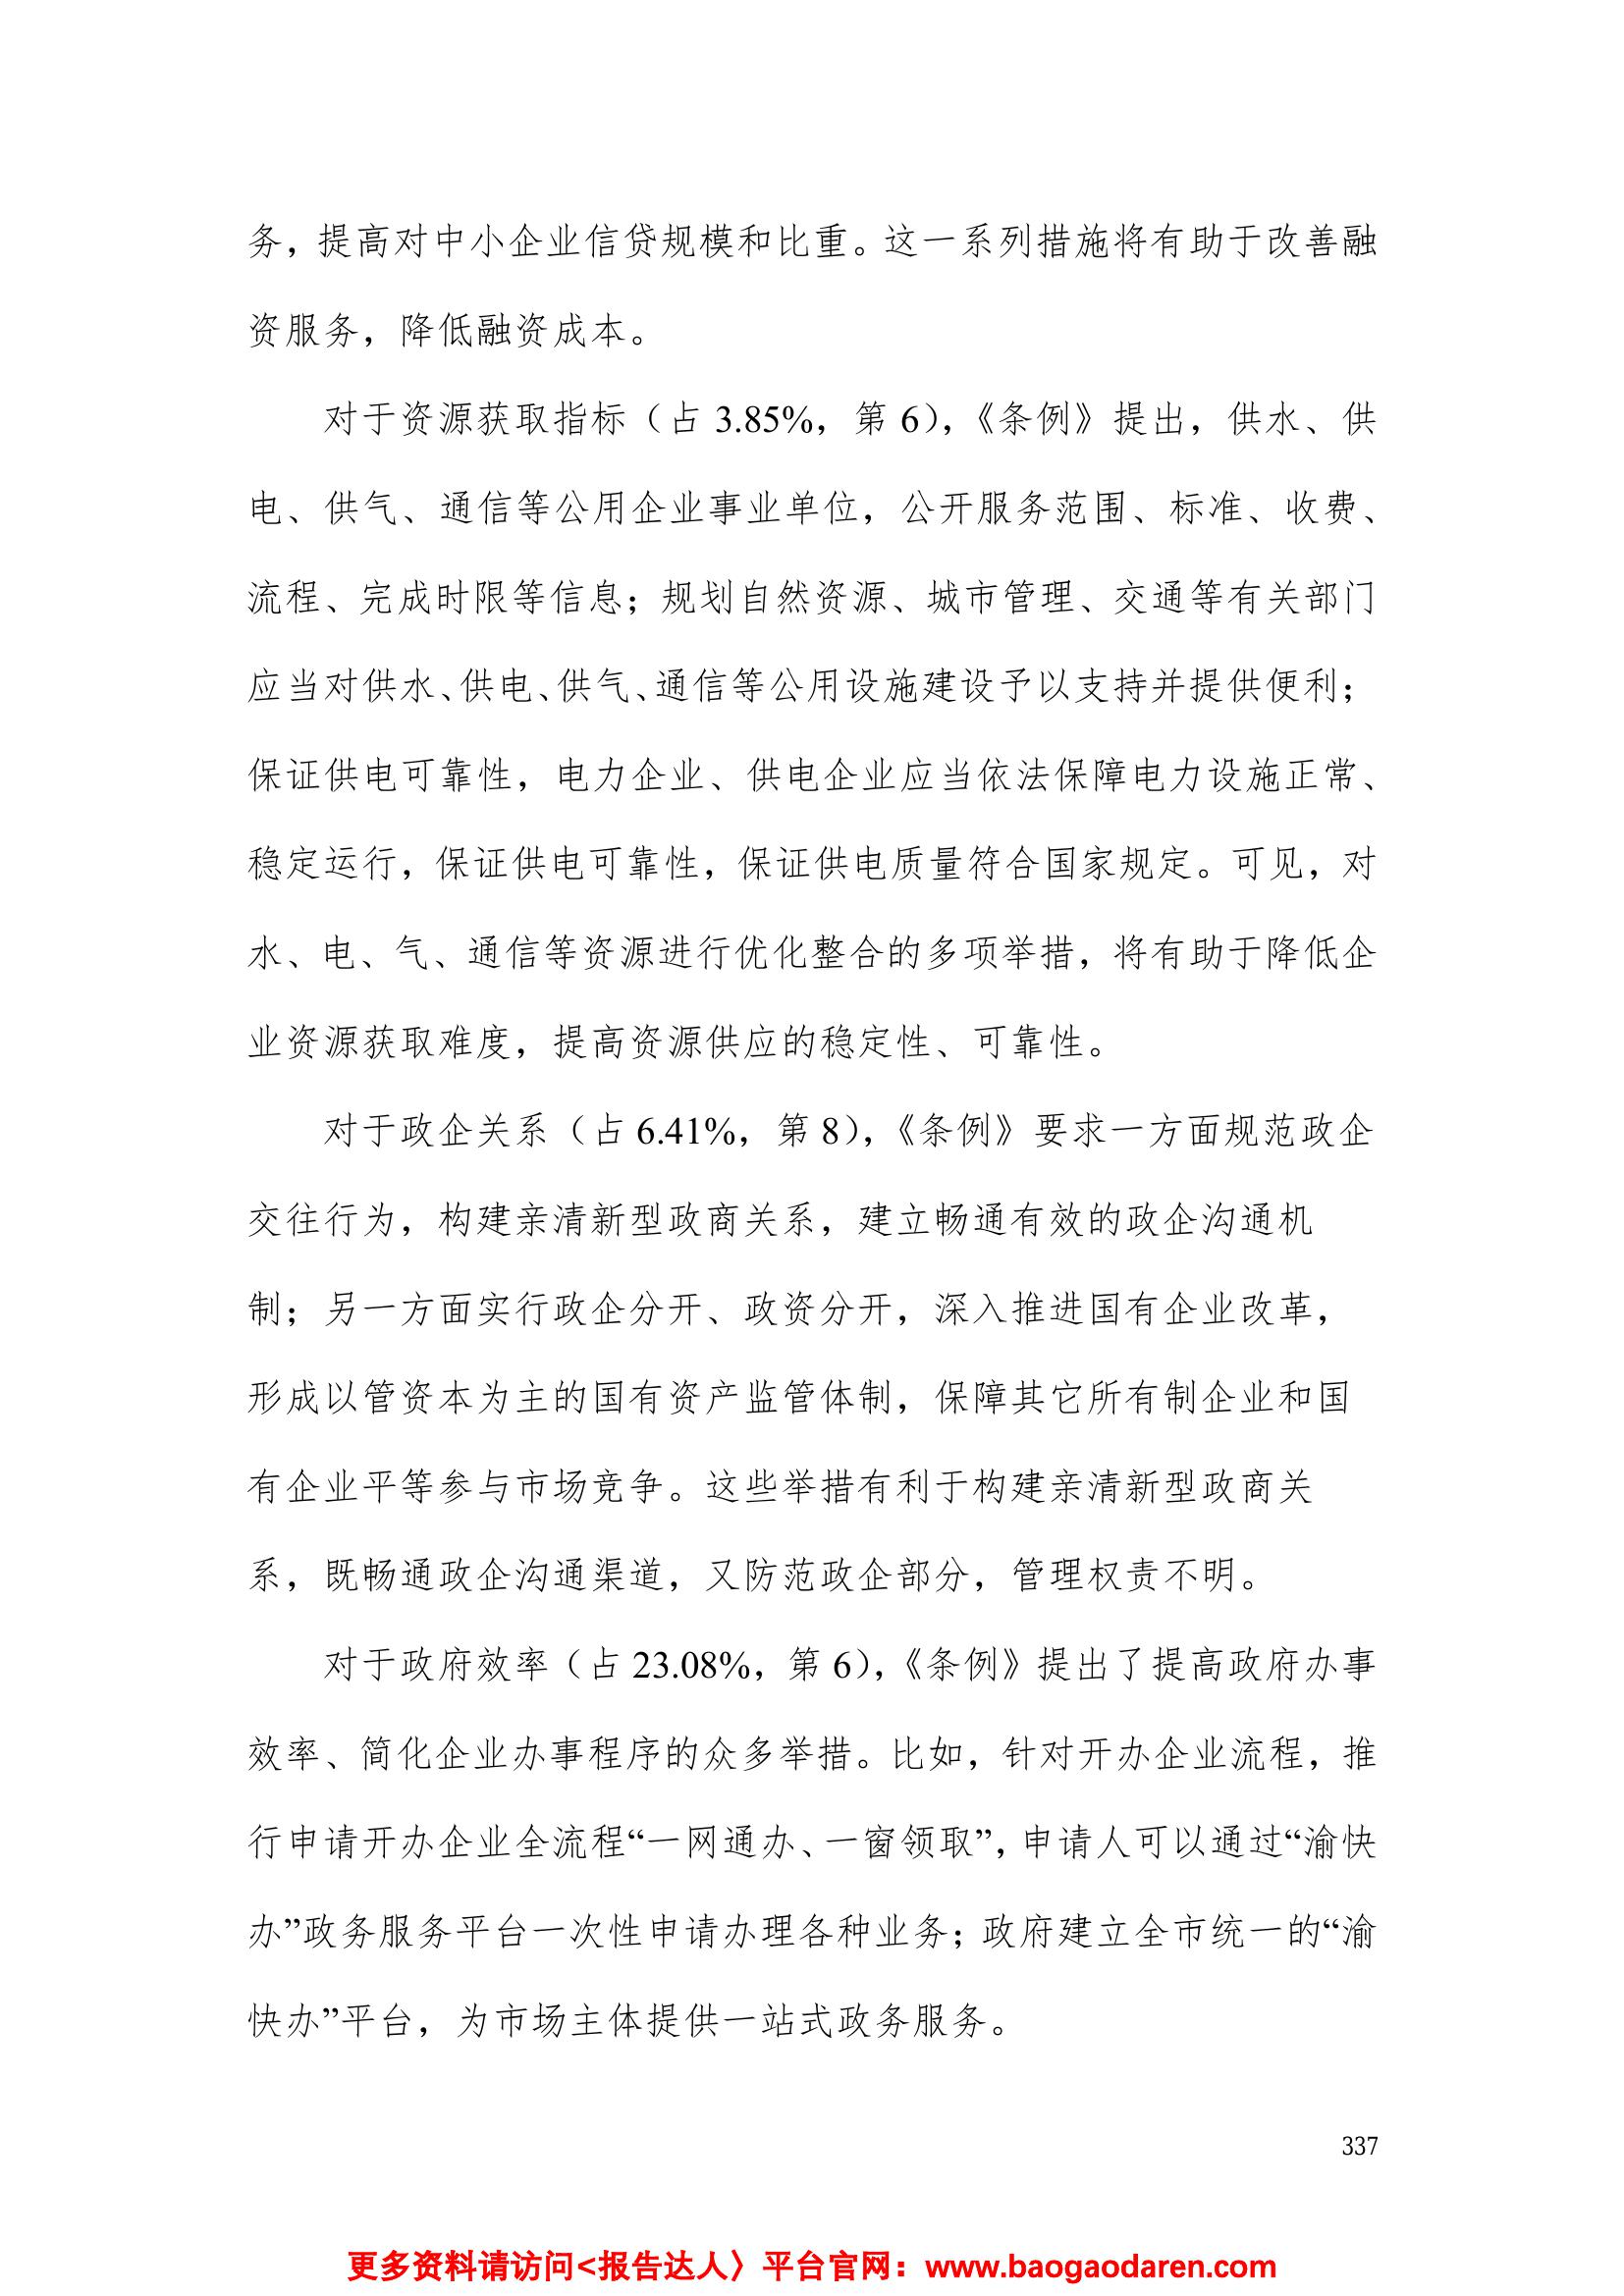 务，提高对中小企业信贷规模和比重。这一系列措施将有助于改善融
资服务，降低融资成本。
对于资源获取指标（占 3.85%，第 6），《条例》提出，供水、供
电、供气、通信等公用企业事业单位，公开服务范围、标准、收费、
流程、完成时限等信息；规划自然资源、城市管理、交通等有关部门
应当对供水、供电、供气、通信等公用设施建设予以支持并提供便利；
保证供电可靠性，电力企业、供电企业应当依法保障电力设施正常、
稳定运行，保证供电可靠性，保证供电质量符合国家规定。可见，对
水、电、气、通信等资源进行优化整合的多项举措，将有助于降低企
业资源获取难度，提高资源供应的稳定性、可靠性。
对于政企关系（占 6.41%，第 8），《条例》要求一方面规范政企
交往行为，构建亲清新型政商关系，建立畅通有效的政企沟通机
制；另一方面实行政企分开、政资分开，深入推进国有企业改革，
形成以管资本为主的国有资产监管体制，保障其它所有制企业和国
有企业平等参与市场竞争。这些举措有利于构建亲清新型政商关
系，既畅通政企沟通渠道，又防范政企部分，管理权责不明。
对于政府效率（占 23.08%，第 6），《条例》提出了提高政府办事
效率、简化企业办事程序的众多举措。比如，针对开办企业流程，推
行申请开办企业全流程“一网通办、一窗领取”，申请人可以通过“渝快
办”政务服务平台一次性申请办理各种业务；政府建立全市统一的“渝
快办”平台，为市场主体提供一站式政务服务。
337
更多资料请访问<报告达人〉平台官网：www.baogaodaren.com